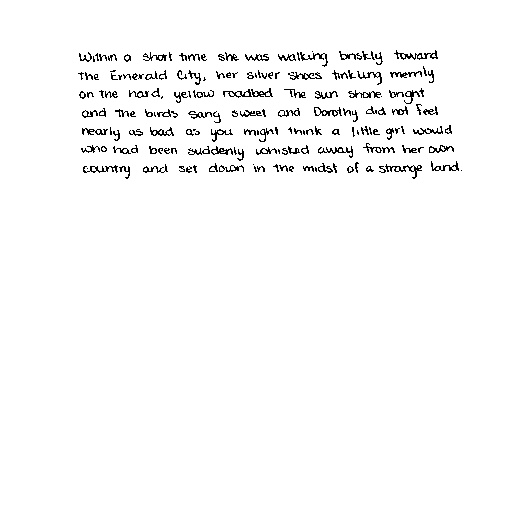 Within a short time she was walking briskly toward
the Emerald City, her silver shoes tinkling merrily
on the hard, yellow roadbed. The sun shone bright
and the birds sang sweet and Dorothy did not feel
nearly as bad as you might think a little girl would
who had been suddenly whisked away from her own
country and set down in the midst of a strange land.